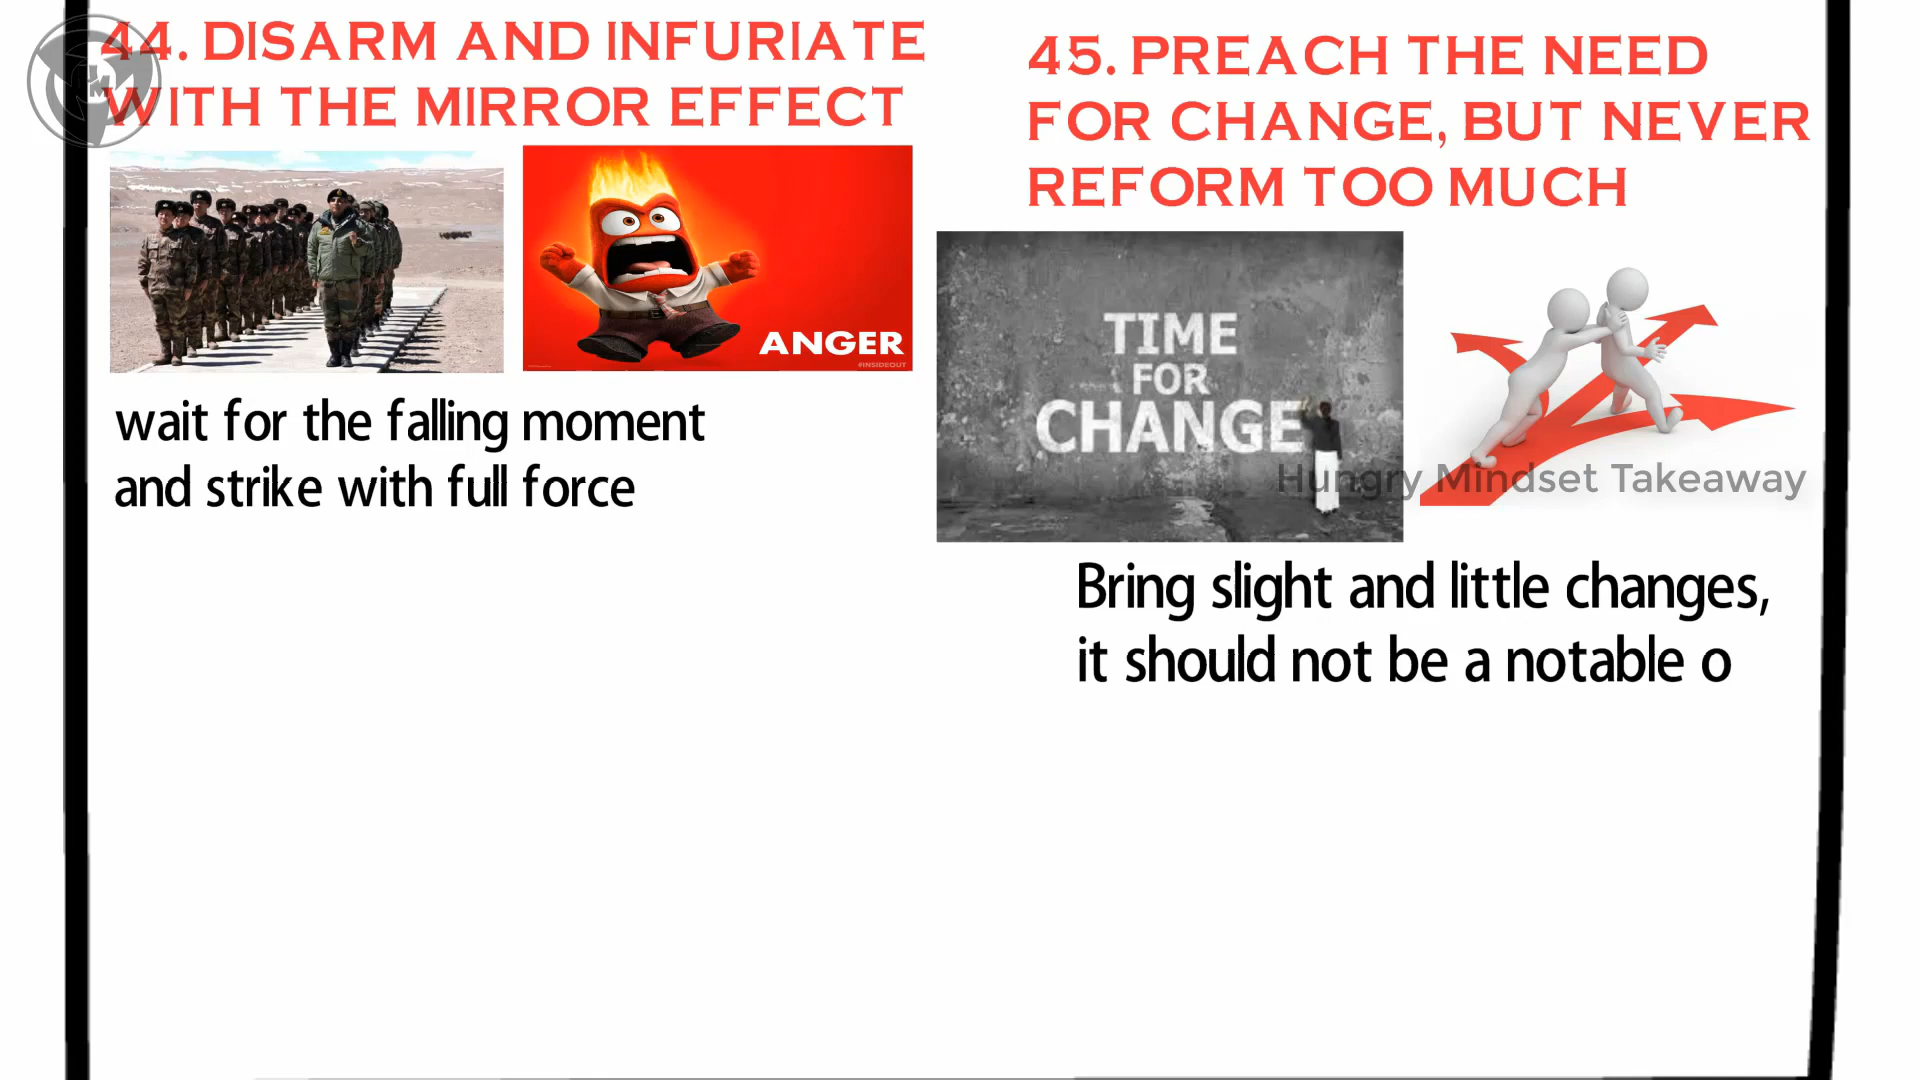 44. DISARM AND INFURIATE
WITH THE MIRROR EFFECT
ANGER
#INSIDEOUT
wait for the falling moment
and strike with full force
45. PREACH THE NEED
FOR CHANGE, BUT NEVER
REFORM TOO MUCH
TIME
FOR
CHANGE
Hungry Mindset Takeaway
Bring slight and little changes,
it should not be a notable o